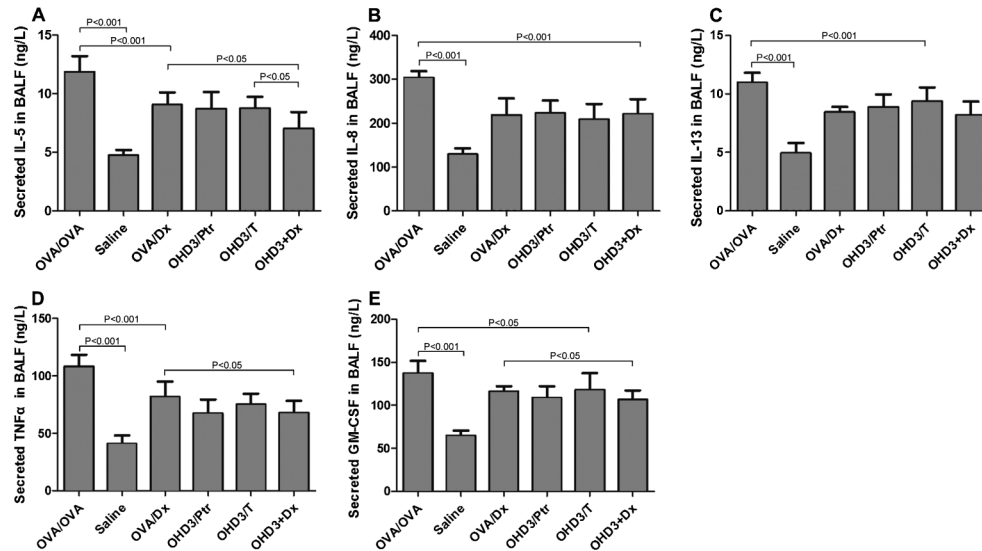 A
Secreted IL-5 in BALF (ng/L)
15
10
5
0
P<0.001
P<0.001
P<0.05
P<0.05
OVA/OVA
Saline
OVA/Dx
OHD3/Ptr
OHD3/T
OHD3+Dx
B
Secreted IL-8 in BALF (ng/L)
400
300
200
100
0
P<0.001
P<0.001
OVA/OVA
Saline
OVA/Dx
OHD3/Ptr
OHD3/T
OHD3+Dx
C
Secreted IL-13 in BALF (ng/L)
15
10
5
0
P<0.001
P<0.001
OVA/OVA
Saline
OVA/Dx
OHD3/Ptr
OHD3/T
OHD3+Dx
D
Secreted TNFα in BALF (ng/L)
150
100
50
0
P<0.001
P<0.001
P<0.05
OVA/OVA
Saline
OVA/Dx
OHD3/Ptr
OHD3/T
OHD3+Dx
E
Secreted GM-CSF in BALF (ng/L)
200
150
100
50
0
P<0.05
P<0.001
P<0.05
OVA/OVA
Saline
OVA/Dx
OHD3/Ptr
OHD3/T
OHD3+Dx